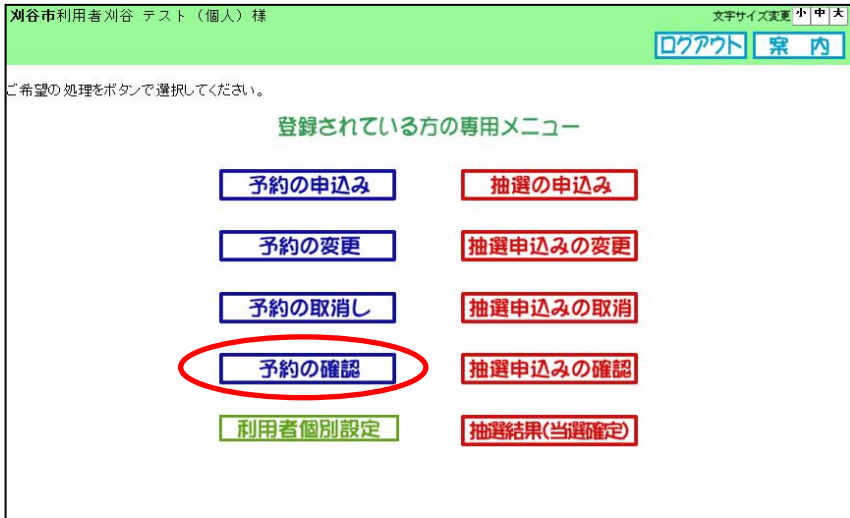 刈谷市利用者刈谷 テスト（個人）様
文字サイズ変更 小 中 大
ログアウト 案 内
ご希望の処理をボタンで選択してください。
登録されている方の専用メニュー
予約の申込み 抽選の申込み
予約の変更 抽選申込みの変更
予約の取消し 抽選申込みの取消
予約の確認 抽選申込みの確認
利用者個別設定 抽選結果(当選確定)